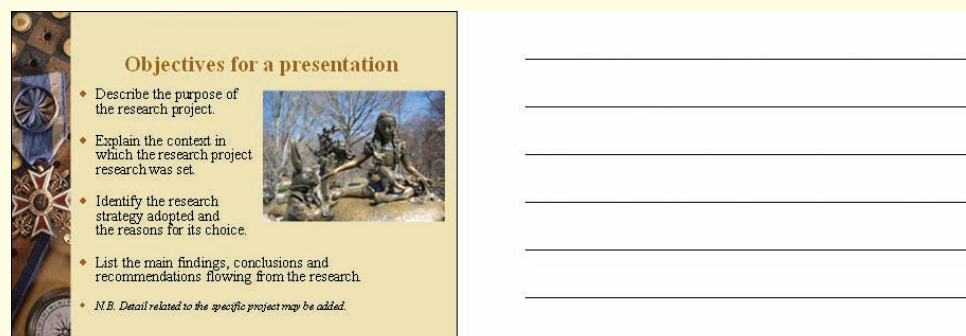 Objectives for a presentation
Describe the purpose of
the research project.
Explain the context in
which the research project
research was set.
Identify the research
strategy adopted and
the reasons for its choice.
List the main findings, conclusions and
recommendations flowing from the research.
N.B. Detail related to the specific project may be added.